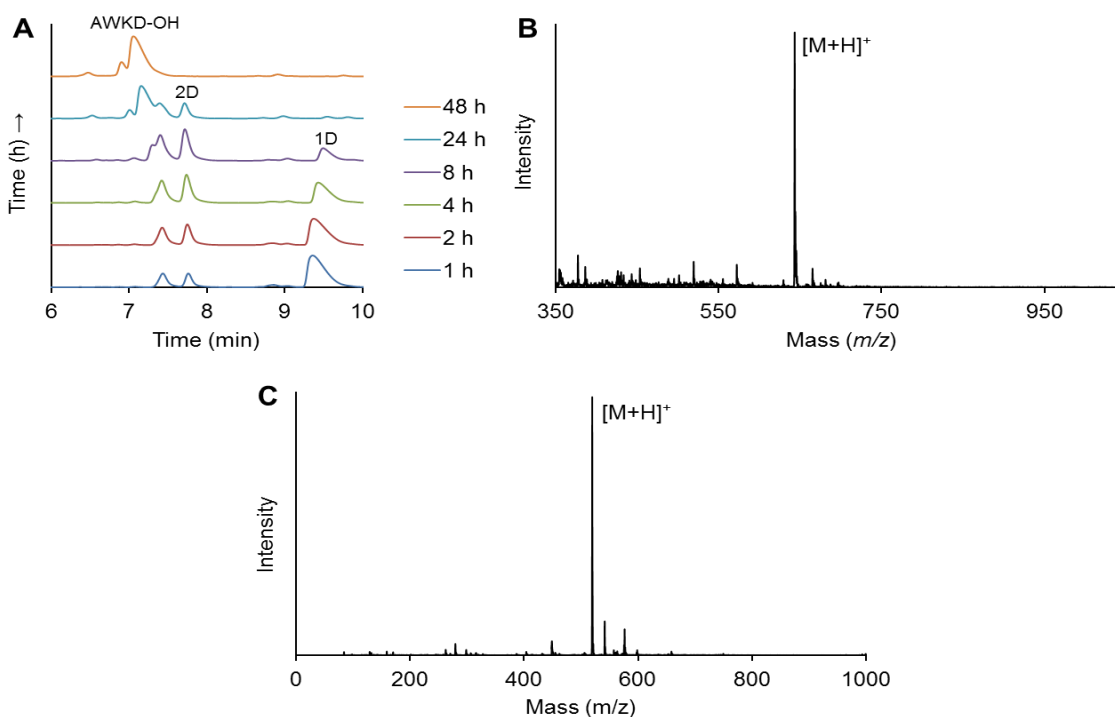 A
AWKD-OH
2D
1D
Time (h) →
48 h
24 h
8 h
4 h
2 h
1 h
6 7 8 9 10
Time (min)
B
[M+H]+
Intensity
350 550 750 950
Mass (m/z)
C
[M+H]+
Intensity
0 200 400 600 800 1000
Mass (m/z)